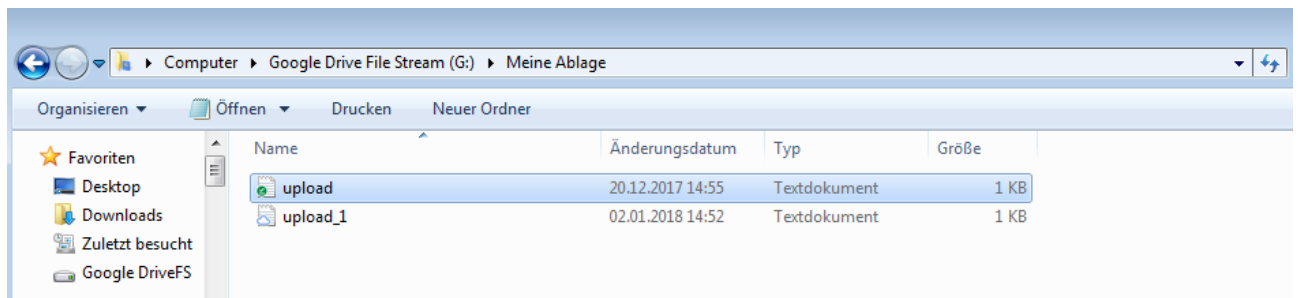 Computer Google Drive File Stream (G:) Meine Ablage
Organisieren Öffnen Drucken Neuer Ordner
Favoriten
Desktop
Downloads
Zuletzt besucht
Google DriveFS
Name Änderungsdatum Typ Größe
upload 20.12.2017 14:55 Textdokument 1 KB
upload_1 02.01.2018 14:52 Textdokument 1 KB